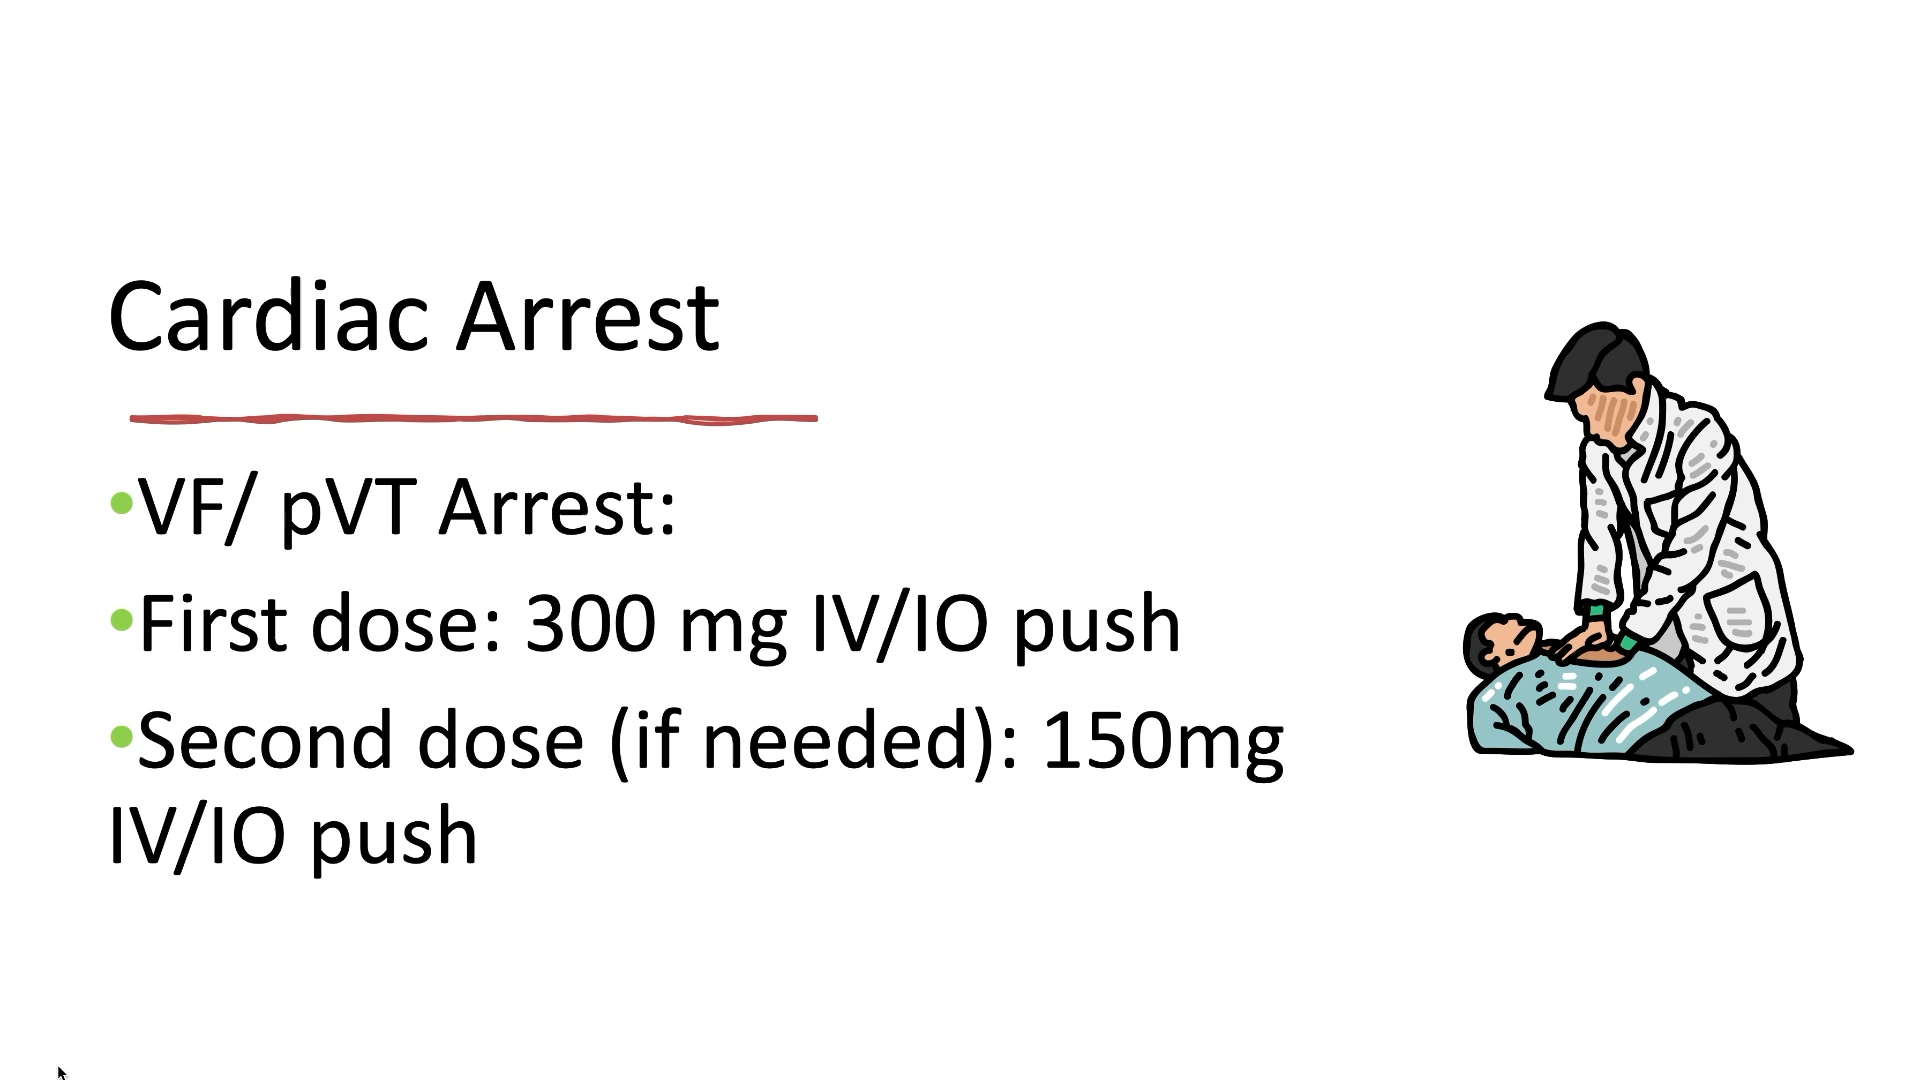 Cardiac Arrest
•VF/ pVT Arrest:
•First dose: 300 mg IV/IO push
•Second dose (if needed): 150mg
IV/IO push